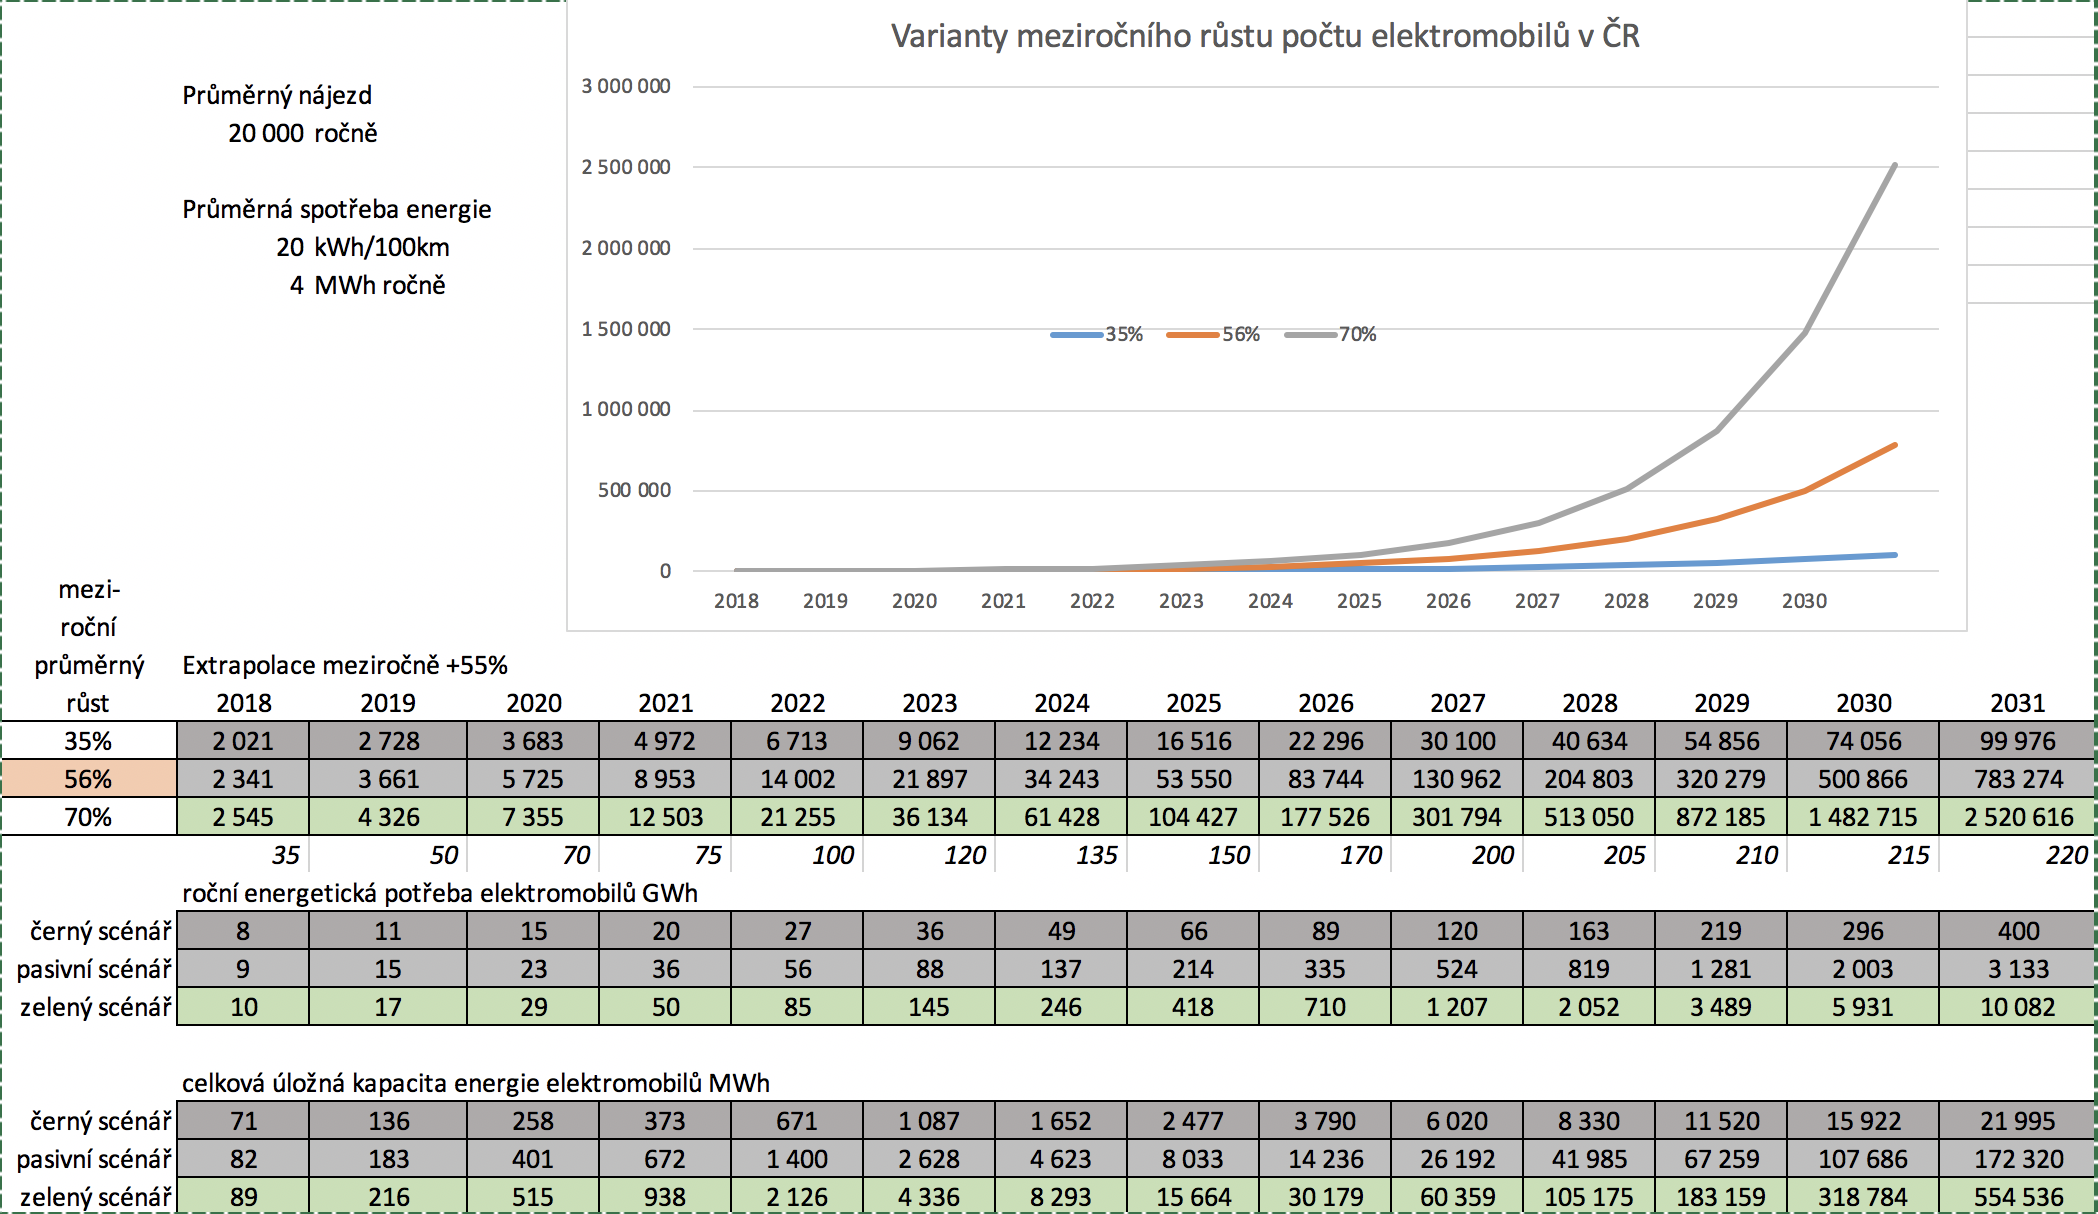 Varianty meziročního růstu počtu elektromobilů v ČR
Průměrný nájezd
20 000 ročně
Průměrná spotřeba energie
20 kWh/100km
4 MWh ročně
3 000 000
2 500 000
2 000 000
1 500 000
1 000 000
500 000
0
35% 56% 70%
2018 2019 2020 2021 2022 2023 2024 2025 2026 2027 2028 2029 2030
mezi-
roční
průměrný
růst
Extrapolace meziročně +55%
2018 2019 2020 2021 2022 2023 2024 2025 2026 2027 2028 2029 2030 2031
35% 2 021 2 728 3 683 4 972 6 713 9 062 12 234 16 516 22 296 30 100 40 634 54 856 74 056 99 976
56% 2 341 3 661 5 725 8 953 14 002 21 897 34 243 53 550 83 744 130 962 204 803 320 279 500 866 783 274
70% 2 545 4 326 7 355 12 503 21 255 36 134 61 428 104 427 177 526 301 794 513 050 872 185 1 482 715 2 520 616
35 50 70 75 100 120 135 150 170 200 205 210 215 220
roční energetická potřeba elektromobilů GWh
černý scénář 8 11 15 20 27 36 49 66 89 120 163 219 296 400
pasivní scénář 9 15 23 36 56 88 137 214 335 524 819 1 281 2 003 3 133
zelený scénář 10 17 29 50 85 145 246 418 710 1 207 2 052 3 489 5 931 10 082
celková úložná kapacita energie elektromobilů MWh
černý scénář 71 136 258 373 671 1 087 1 652 2 477 3 790 6 020 8 330 11 520 15 922 21 995
pasivní scénář 82 183 401 672 1 400 2 628 4 623 8 033 14 236 26 192 41 985 67 259 107 686 172 320
zelený scénář 89 216 515 938 2 126 4 336 8 293 15 664 30 179 60 359 105 175 183 159 318 784 554 536